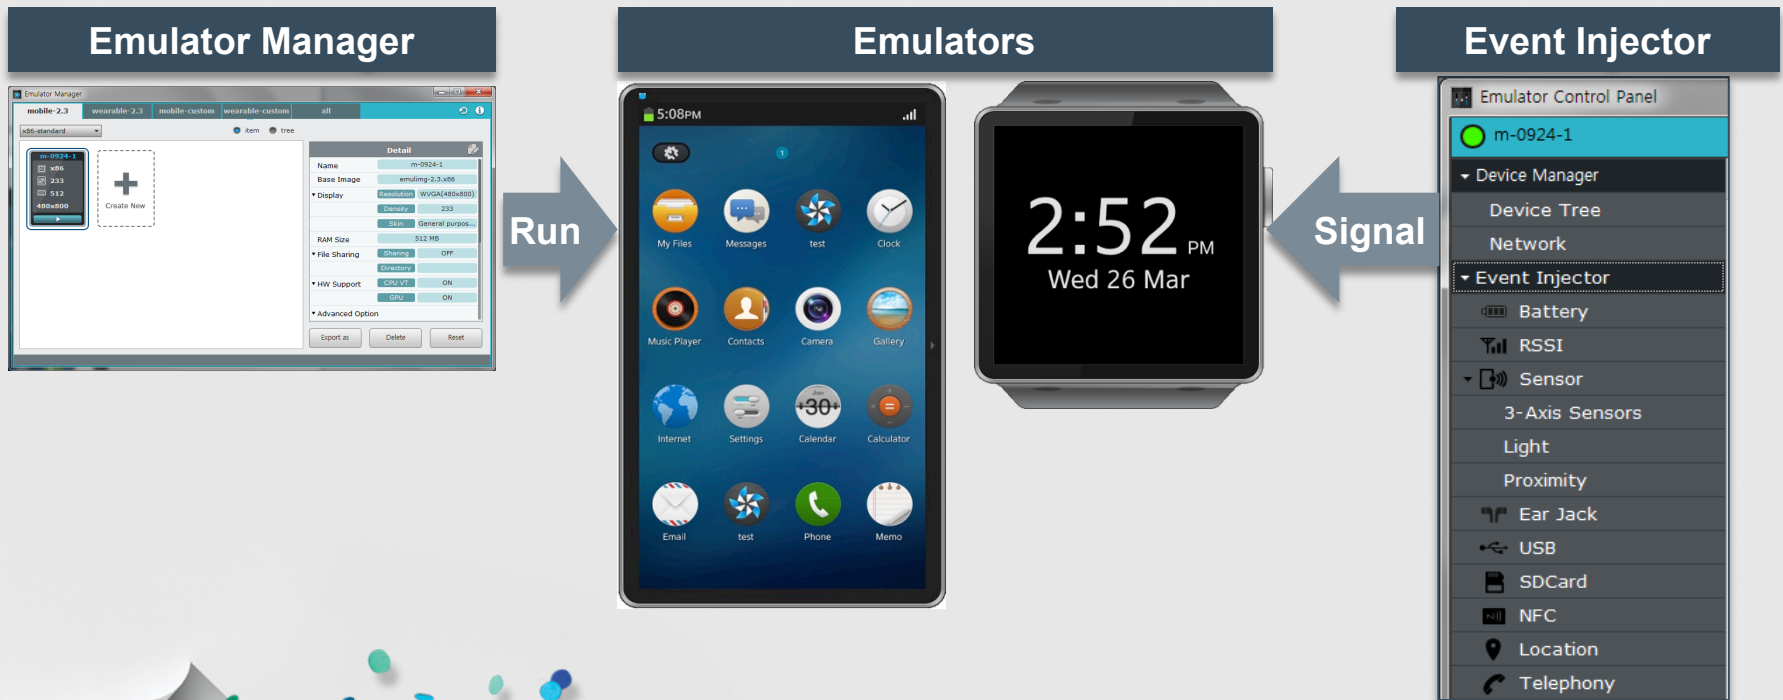 Emulator Manager
Emulators
Event Injector
Emulator Manager
mobile-2.3
wearable-2.3
mobile-custom
wearable-custom
all
x86-standard
item
tree
m-0924-1
x86
233
512
480x800
Create New
Detail
Name
m-0924-1
Base Image
emulimg-2.3.x86
Display
Resolution
WVGA(480x800)
Density
233
Skin
General purpos...
RAM Size
512 MB
File Sharing
Sharing
OFF
Directory
HW Support
CPU VT
ON
GPU
ON
Advanced Option
Export as
Delete
Reset
Run
5:08PM
1
My Files
Messages
test
Clock
Music Player
Contacts
Camera
Gallery
Jan
30
Internet
Settings
Calendar
Calculator
Email
test
Phone
Memo
2:52 PM
Wed 26 Mar
Signal
Emulator Control Panel
m-0924-1
Device Manager
Device Tree
Network
Event Injector
Battery
RSSI
Sensor
3-Axis Sensors
Light
Proximity
Ear Jack
USB
SDCard
NFC
Location
Telephony